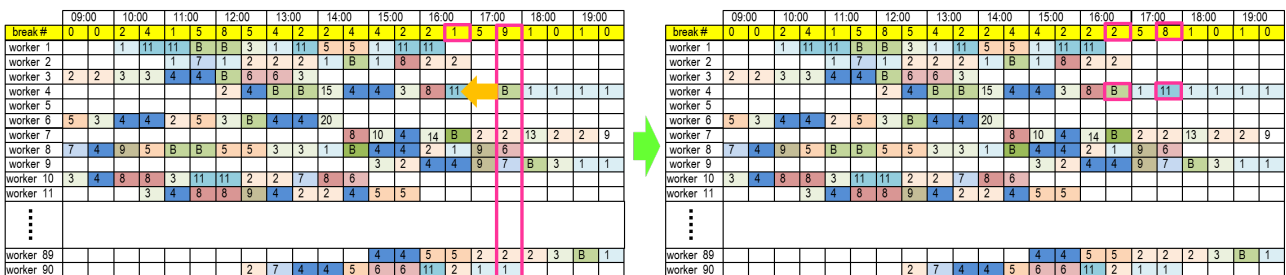 09:00 10:00 11:00 12:00 13:00 14:00 15:00 16:00 17:00 18:00 19:00
break # 0 0 2 4 1 5 8 5 3 2 2 4 4 2 2 1 5 9 1 0 1 0
worker 1 1 11 11 B B 3 1 11 5 5 1 11 11
worker 2 1 7 1 2 2 2 1 B 1 8 2 2
worker 3 2 2 3 3 4 4 B 6 6 3
worker 4 2 4 B B 15 4 4 3 8 11 B 1 1 1 1
worker 5
worker 6 5 3 4 4 2 5 3 B 4 4 20
worker 7 8 10 4 14 B 2 2 13 2 2 9
worker 8 7 4 9 5 B B 5 5 3 3 1 B 4 4 2 1 9 6
worker 9 3 2 4 4 9 7 B 3 1 1
worker 10 3 4 8 8 3 11 11 2 2 7 8 6
worker 11 3 4 8 8 9 4 2 2 4 5 5
worker 89 4 4 5 5 2 2 2 3 B 1
worker 90 2 7 4 4 5 6 6 11 2 1 1
09:00 10:00 11:00 12:00 13:00 14:00 15:00 16:00 17:00 18:00 19:00
break # 0 0 2 4 1 5 8 5 3 2 2 4 4 2 2 2 5 8 1 0 1 0
worker 1 1 11 11 B B 3 1 11 5 5 1 11 11
worker 2 1 7 1 2 2 2 1 B 1 8 2 2
worker 3 2 2 3 3 4 4 B 6 6 3
worker 4 2 4 B B 15 4 4 3 8 B 1 11 1 1 1 1
worker 5
worker 6 5 3 4 4 2 5 3 B 4 4 20
worker 7 8 10 4 14 B 2 2 13 2 2 9
worker 8 7 4 9 5 B B 5 5 3 3 1 B 4 4 2 1 9 6
worker 9 3 2 4 4 9 7 B 3 1 1
worker 10 3 4 8 8 3 11 11 2 2 7 8 6
worker 11 3 4 8 8 9 4 2 2 4 5 5
worker 89 4 4 5 5 2 2 2 3 B 1
worker 90 2 7 4 4 5 6 6 11 2 1 1